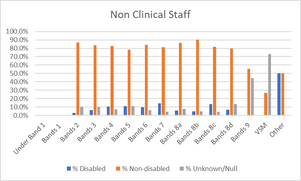 Non Clinical Staff
100.0%
90.0%
80.0%
70.0%
60.0%
50.0%
40.0%
30.0%
20.0%
10.0%
0.0%
Under Band 1
Bands 1
Bands 2
Bands 3
Bands 4
Bands 5
Bands 6
Bands 7
Bands 8a
Bands 8b
Bands 8c
Bands 8d
Bands 9
VSM
Other
% Disabled % Non-disabled % Unknown/Null